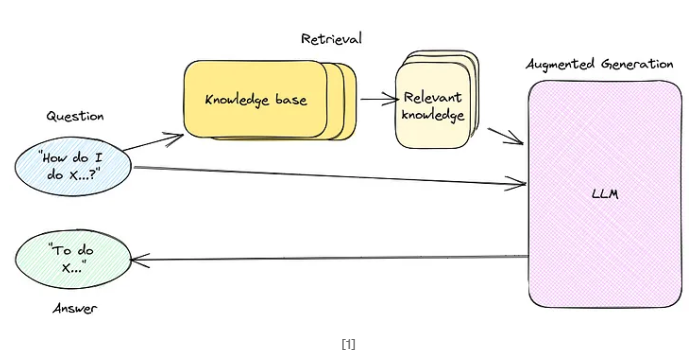 Retrieval
Augmented Generation
Knowledge base
Relevant
knowledge
Question
"How do I
do X...?"
LLM
"To do
X..."
Answer
[1]